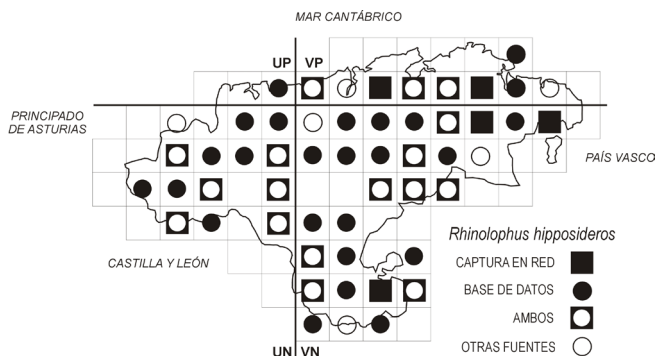 MAR CANTÁBRICO
UP VP
PRINCIPADO
DE ASTURIAS
PAÍS VASCO
CASTILLA Y LEÓN
Rhinolophus hipposideros
CAPTURA EN RED
BASE DE DATOS
AMBOS
OTRAS FUENTES
UN VN